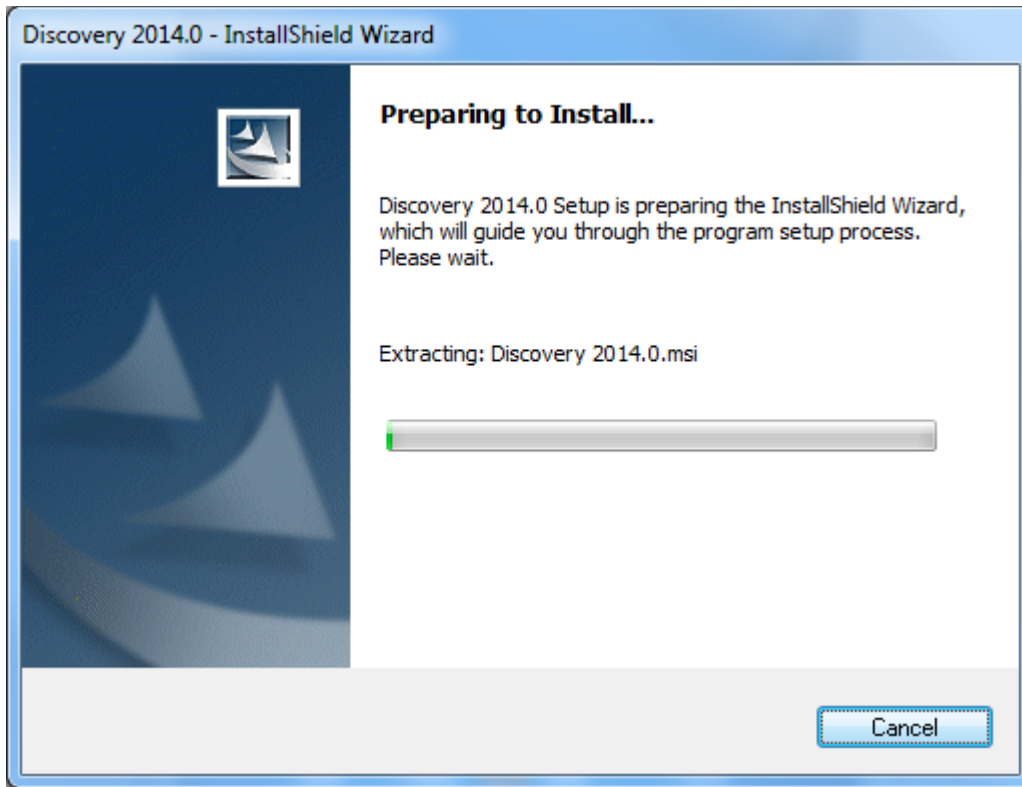 Discovery 2014.0 - InstallShield Wizard
Preparing to Install...
Discovery 2014.0 Setup is preparing the InstallShield Wizard,
which will guide you through the program setup process.
Please wait.
Extracting: Discovery 2014.0.msi
Cancel